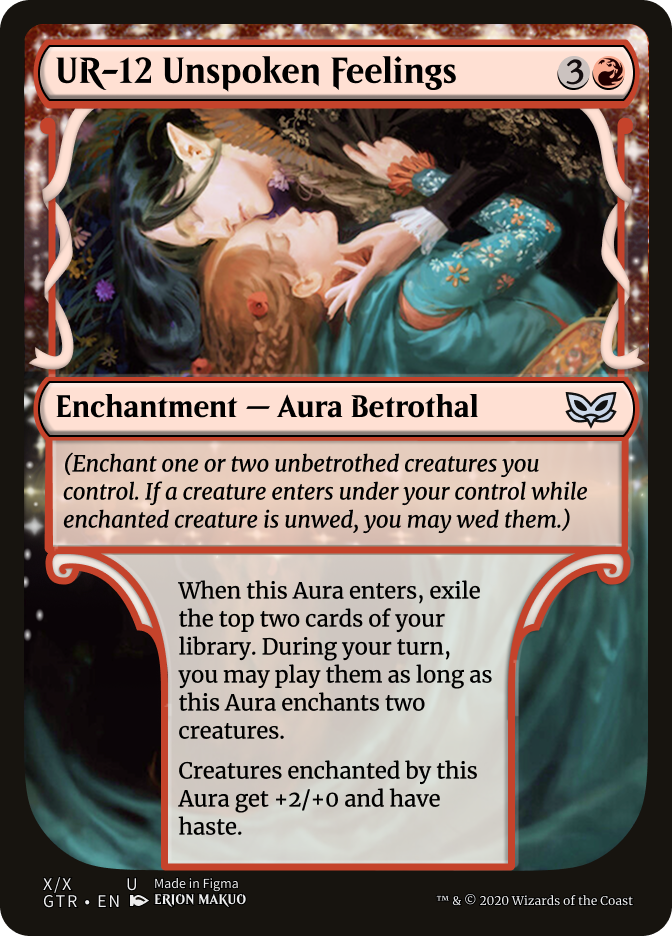 UR-12 Unspoken Feelings
3
Enchantment — Aura Betrothal
(Enchant one or two unbetrothed creatures you
control. If a creature enters under your control while
enchanted creature is unwed, you may wed them.)
When this Aura enters, exile
the top two cards of your
library. During your turn,
you may play them as long as
this Aura enchants two
creatures.
Creatures enchanted by this
Aura get +2/+0 and have
haste.
X/X U Made in Figma
GTR • EN ERION MAKUO ™ & © 2020 Wizards of the Coast